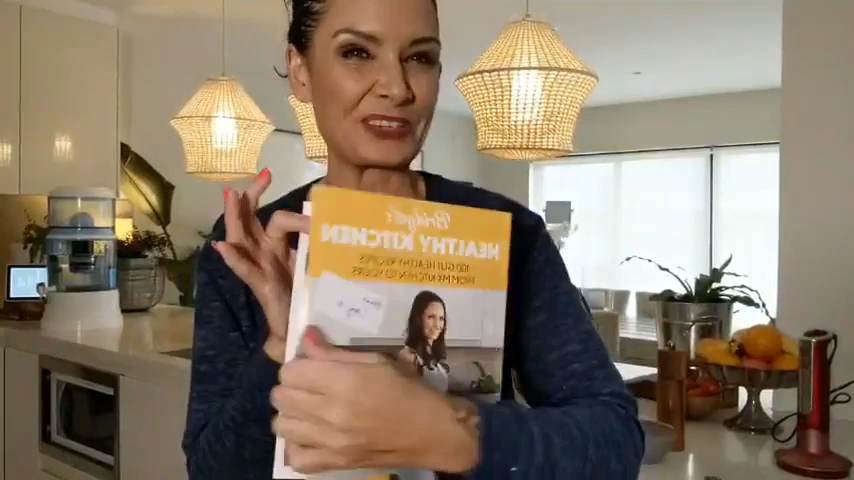 Bridget's
HEALTHY KITCHEN
100 GUT HEALTHY RECIPES
FROM MY KITCHEN TO YOURS